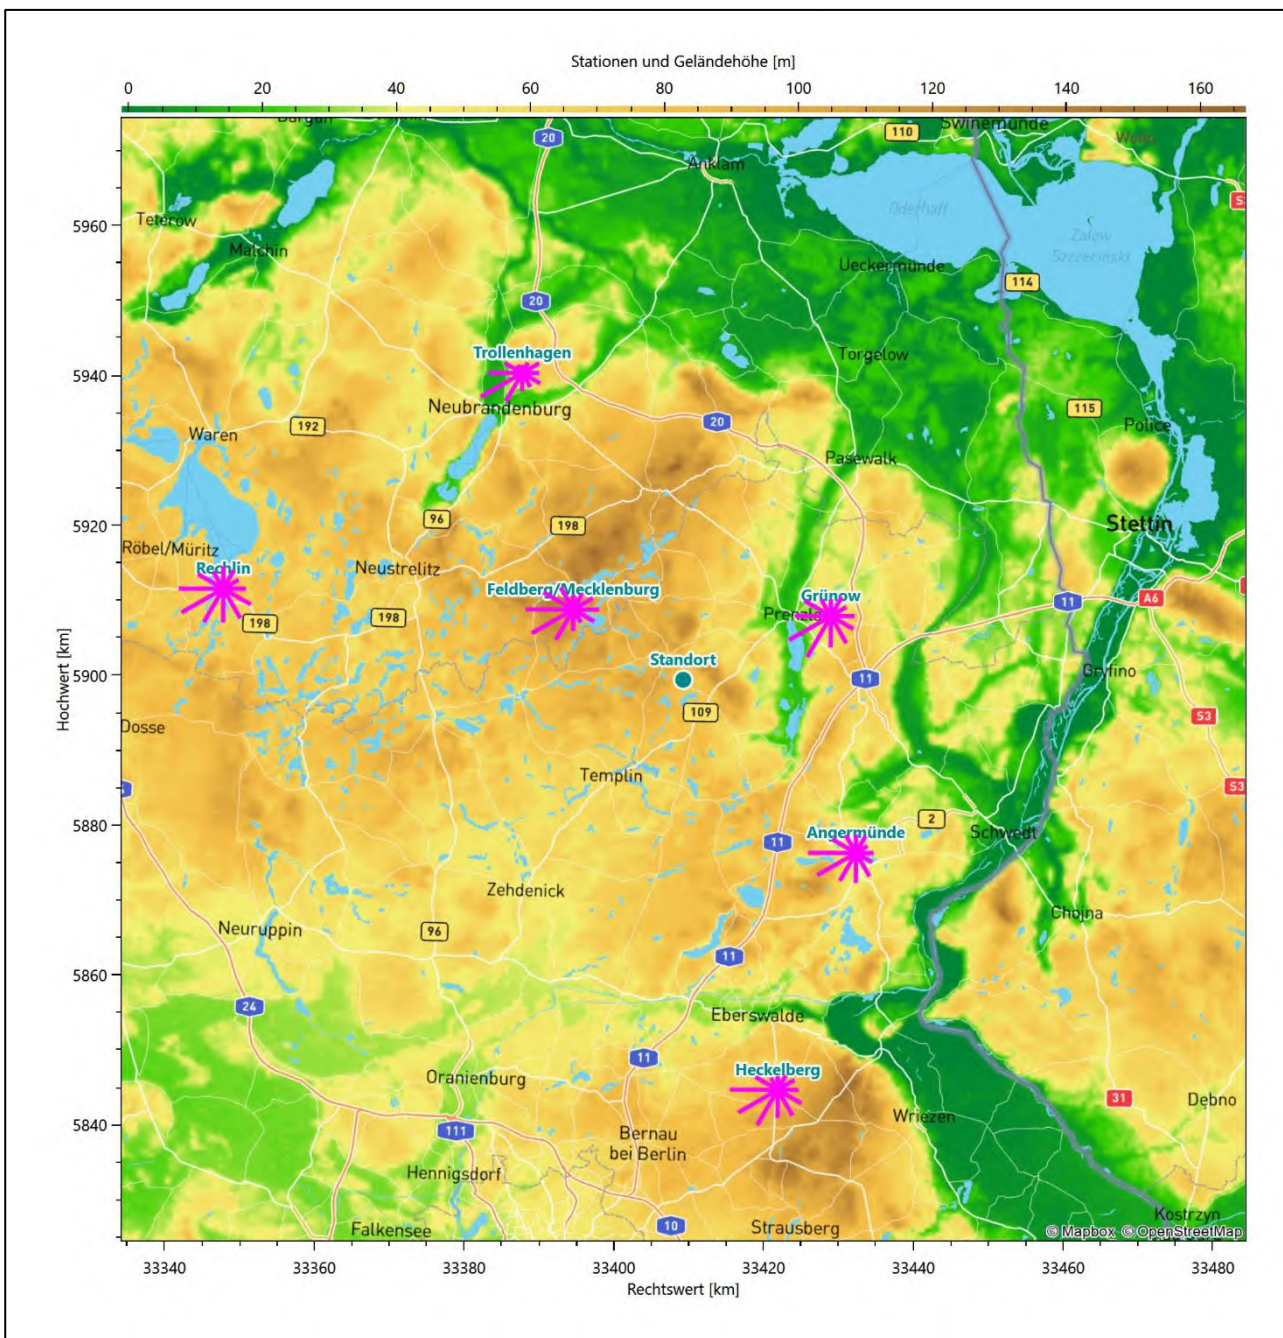 Stationen und Geländehöhe [m]
0 20 40 60 80 100 120 140 160
Swinemünde
110
20
Anklam
Teterow
Malchin
Oderhaff
Zalew
Szczeciński
Ueckermünde
114
20
Trollenhagen
Torgelow
Neubrandenburg
115
192
Waren
20
Police
Pasewalk
96
198
Stettin
Röbel/Müritz
Rechlin
Neustrelitz
Feldberg/Mecklenburg
Grünow
11
A6
198
198
Standort
Gryfino
11
109
S3
Dosse
Templin
2
Angermünde
Schwedt
11
Zehdenick
Chojna
Neuruppin
96
11
24
Eberswalde
11
Heckelberg
Oranienburg
31
Dębno
Wriezen
111
Bernau
bei Berlin
Hennigsdorf
10
Strausberg
Falkensee
Kostrzyn
© Mapbox © OpenStreetMap
5960
5940
5920
5900
5880
5860
5840
Hochwert [km]
33340 33360 33380 33400 33420 33440 33460 33480
Rechtswert [km]